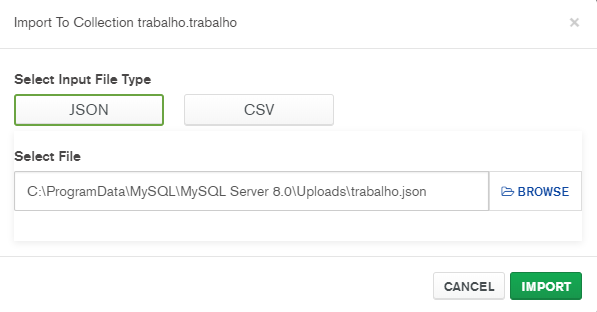 Import To Collection trabalho.trabalho
×
Select Input File Type
JSON
CSV
Select File
C:\ProgramData\MySQL\MySQL Server 8.0\Uploads\trabalho.json
BROWSE
CANCEL
IMPORT